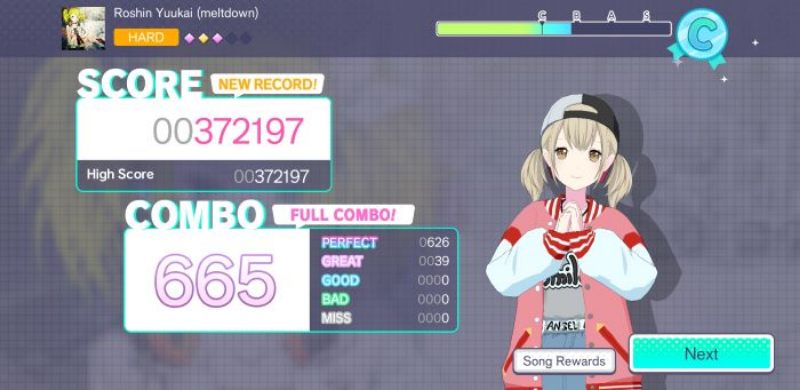 Roshin Yuukai (meltdown)
HARD
C B A S
C
SCORE NEW RECORD!
00372197
High Score 00372197
COMBO FULL COMBO!
665
PERFECT 0626
GREAT 0039
GOOD 0000
BAD 0000
MISS 0000
Song Rewards
Next